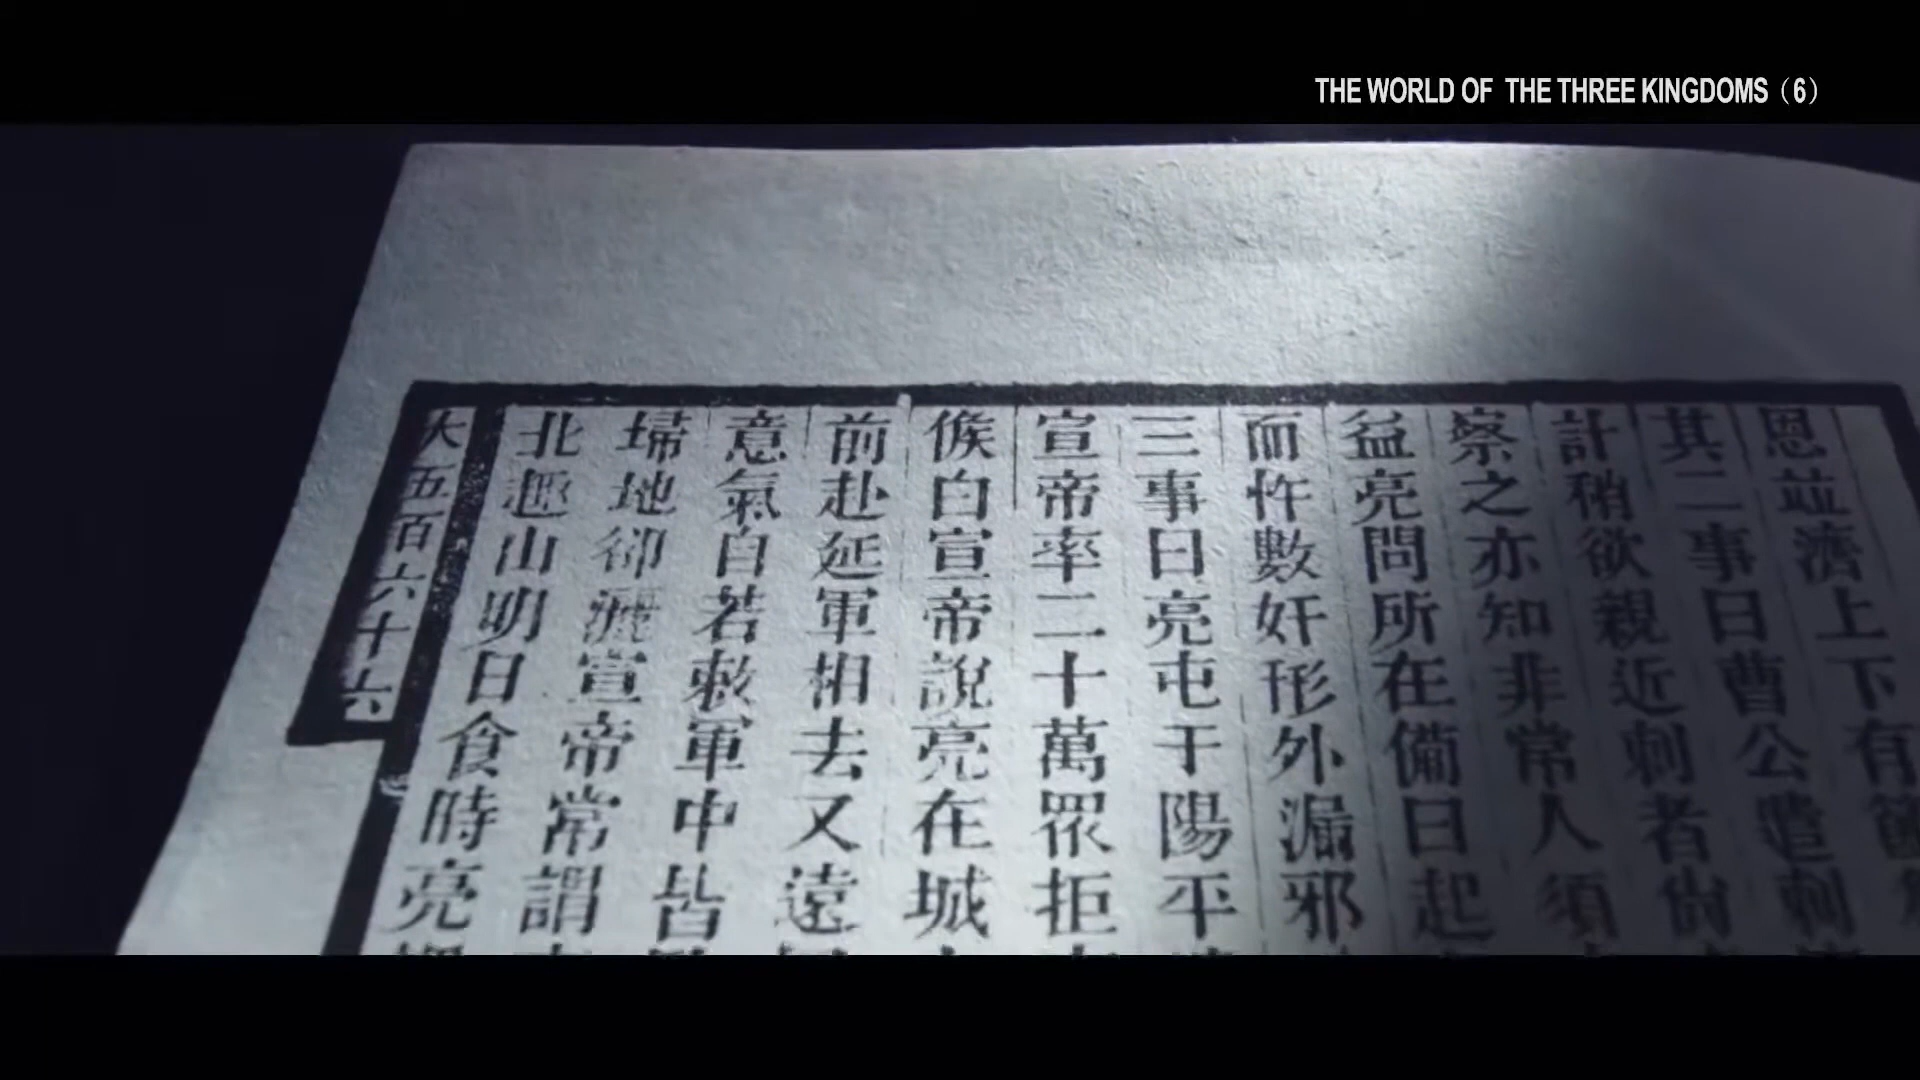 THE WORLD OF THE THREE KINGDOMS（6）
恩竝濟上下有
其二事曰曹公遣刺
計稍欲親近刺者尚
察之亦知非常人須
益亮問所在備曰起
而忤數奸形外漏邪
三事曰亮屯于陽平
宣帝率二十萬眾拒
候白宣帝說亮在城
前赴延軍相去又遠
意氣自若敕軍中皆
埽地卻灑宣帝常謂
北趣山明日食時亮
大五百六十六